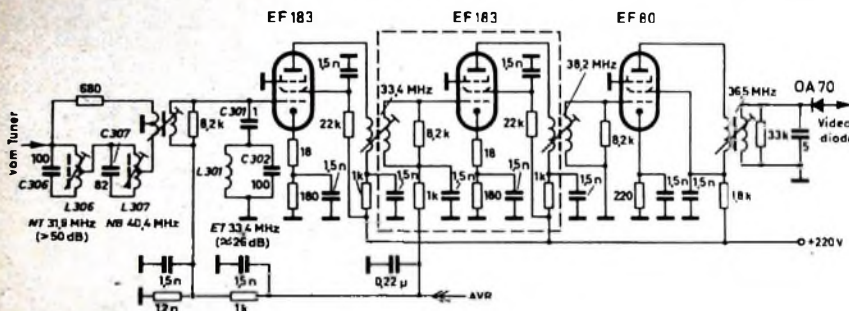 EF 183
EF 183
EF 80
1,5n
1,5n
38,2 MHz
680
33,4 MHz
36,5 MHz
OA 70
C301
1
vom Tuner
C307
8,2k
22k
8,2k
22k
8,2k
33k
5
Video
diode
100
C306
82
L301
C302
100
18
1,5n
18
1,5n
L306
L307
180
1k
1,5n
1k
180
1k
1,5n
220
1,5n
1,5n
1,8k
NT 31,9 MHz
(> 50 dB)
NB 40,4 MHz
ET 33,4 MHz
(≈26 dB)
+220V
1,5n
1,5n
0,22 µ
AVR
1,2n
1k